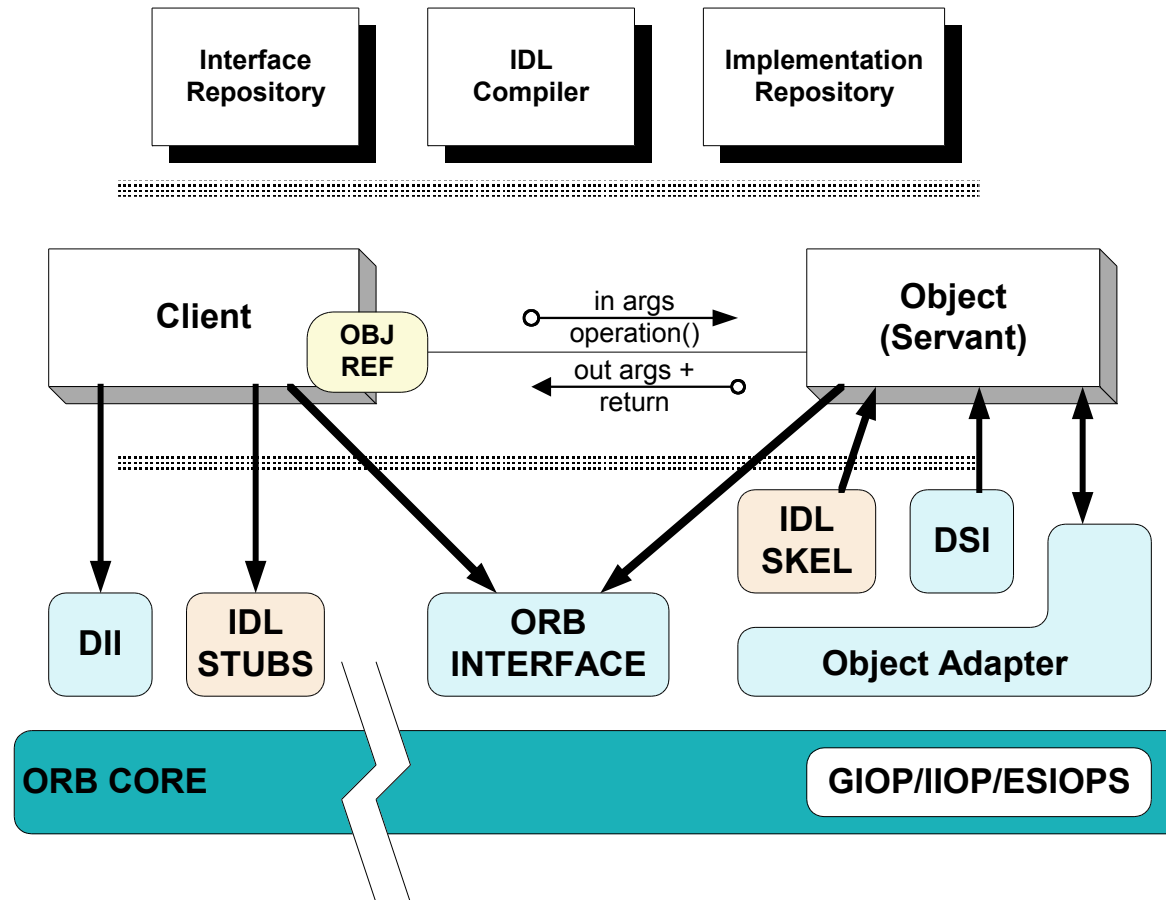 Interface
Repository
IDL
Compiler
Implementation
Repository
Client
OBJ
REF
in args
operation()
out args +
return
Object
(Servant)
DII
IDL
STUBS
ORB
INTERFACE
IDL
SKEL
DSI
Object Adapter
ORB CORE
GIOP/IIOP/ESIOPS